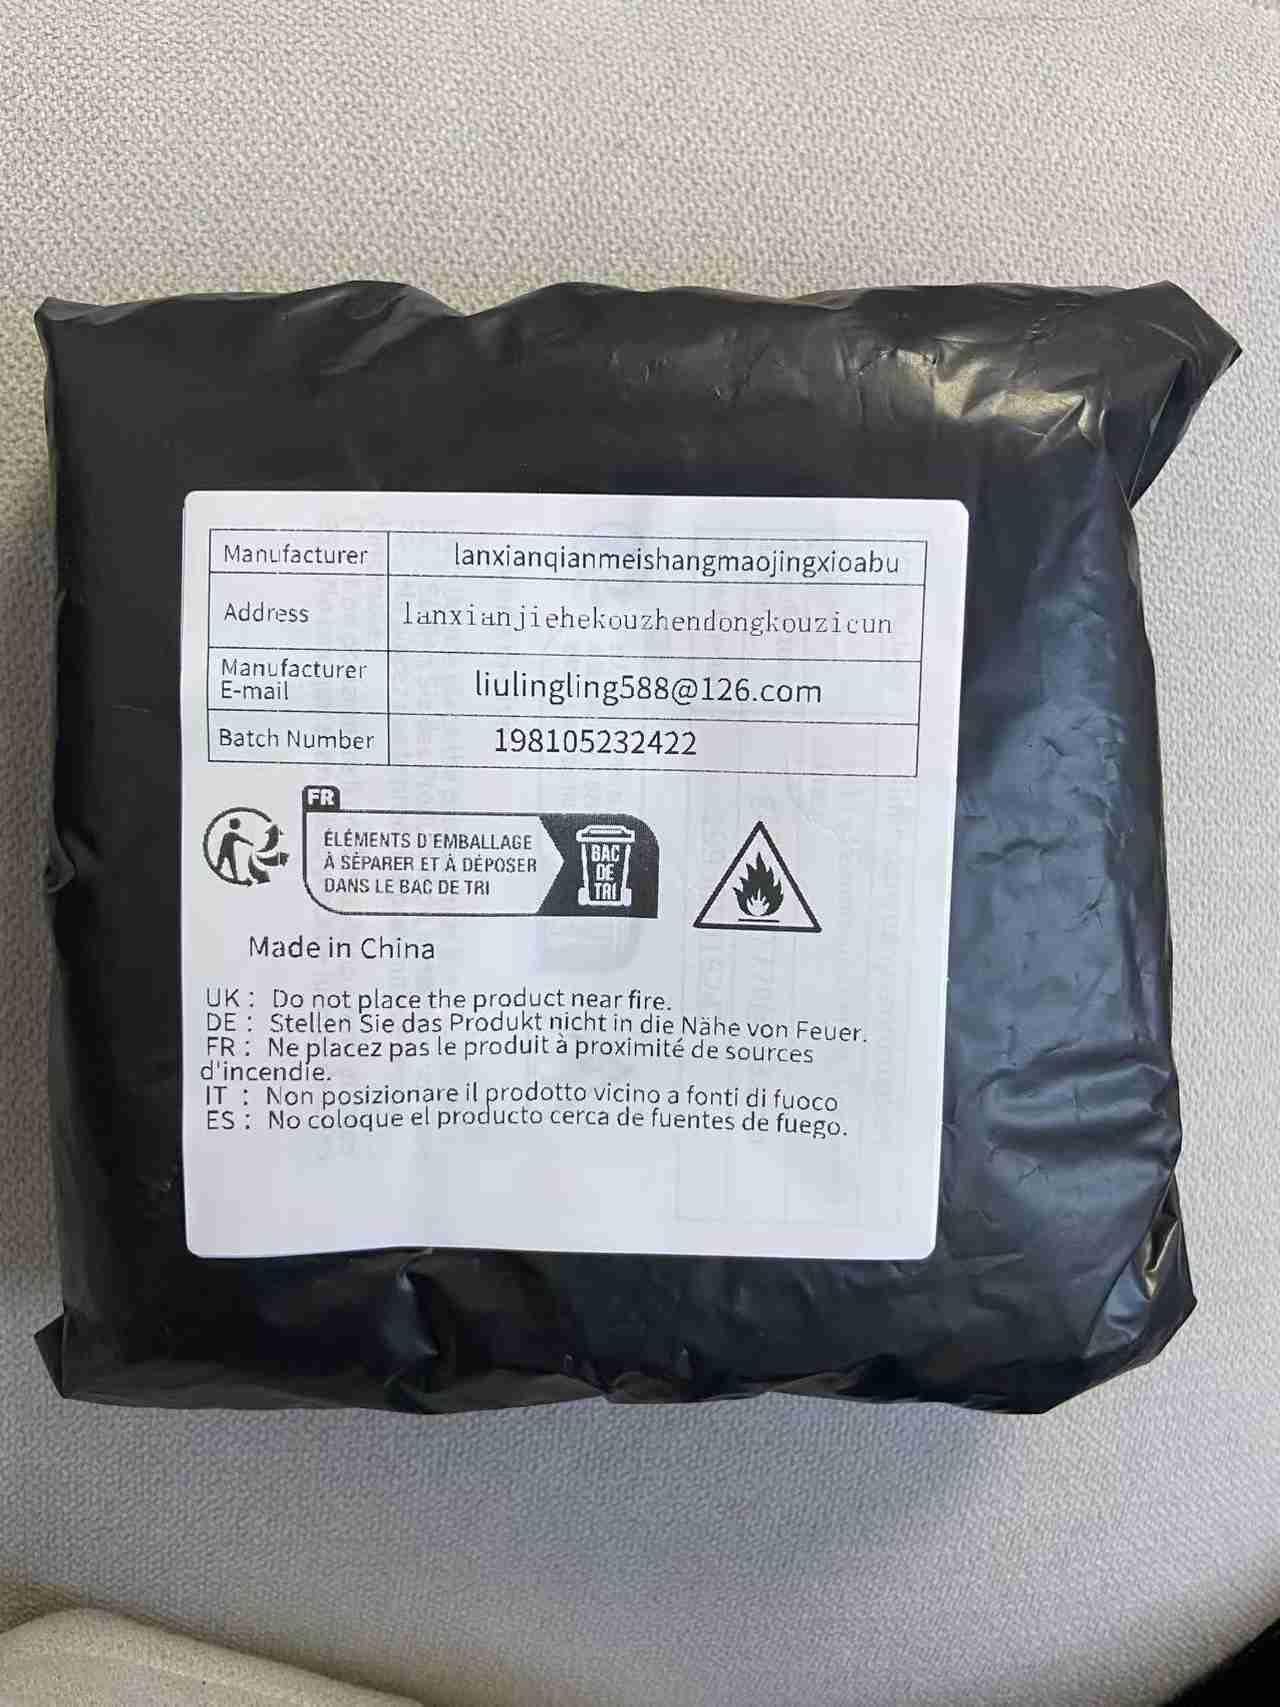 Manufacturer lanxianqianmeishangmaojingxioabu
Address lanxianjiehekouzhendongkouzicun
Manufacturer
E-mail liulingling588@126.com
Batch Number 198105232422
FR
ÉLÉMENTS D'EMBALLAGE
À SÉPARER ET À DÉPOSER
DANS LE BAC DE TRI
BAC
DE
TRI
Made in China
UK : Do not place the product near fire.
DE : Stellen Sie das Produkt nicht in die Nähe von Feuer.
FR : Ne placez pas le produit à proximité de sources
d'incendie.
IT : Non posizionare il prodotto vicino a fonti di fuoco
ES : No coloque el producto cerca de fuentes de fuego.